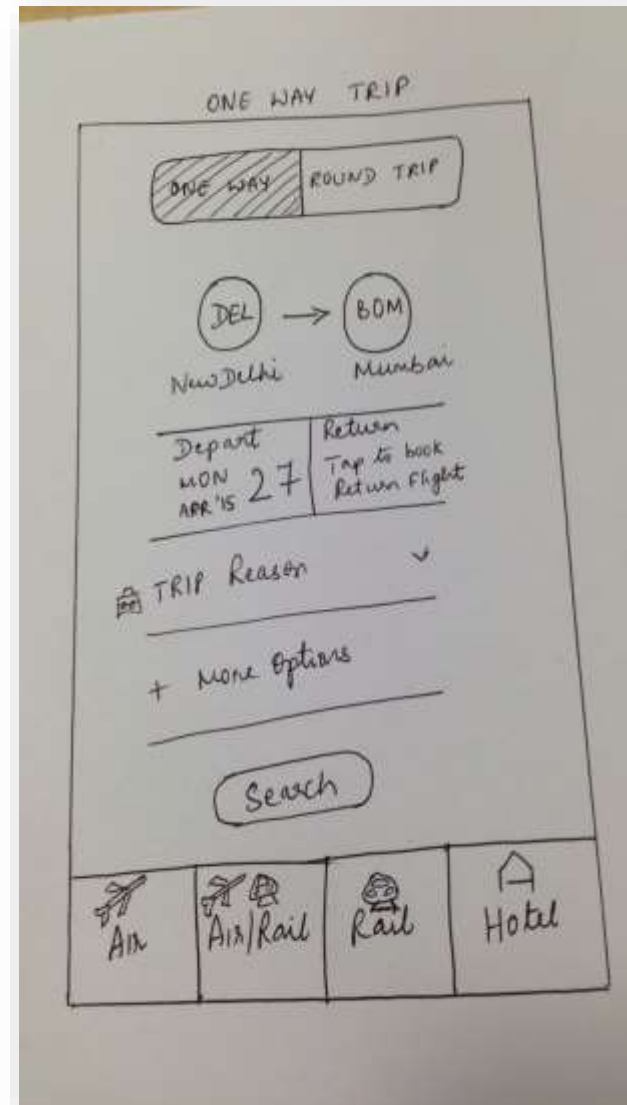 ONE WAY TRIP
ONE WAY ROUND TRIP
DEL → BOM
New Delhi Mumbai
Depart
MON
APR '15
27
Return
Tap to book
Return Flight
TRIP Reason
+ More Options
Search
Air Air/Rail Rail Hotel